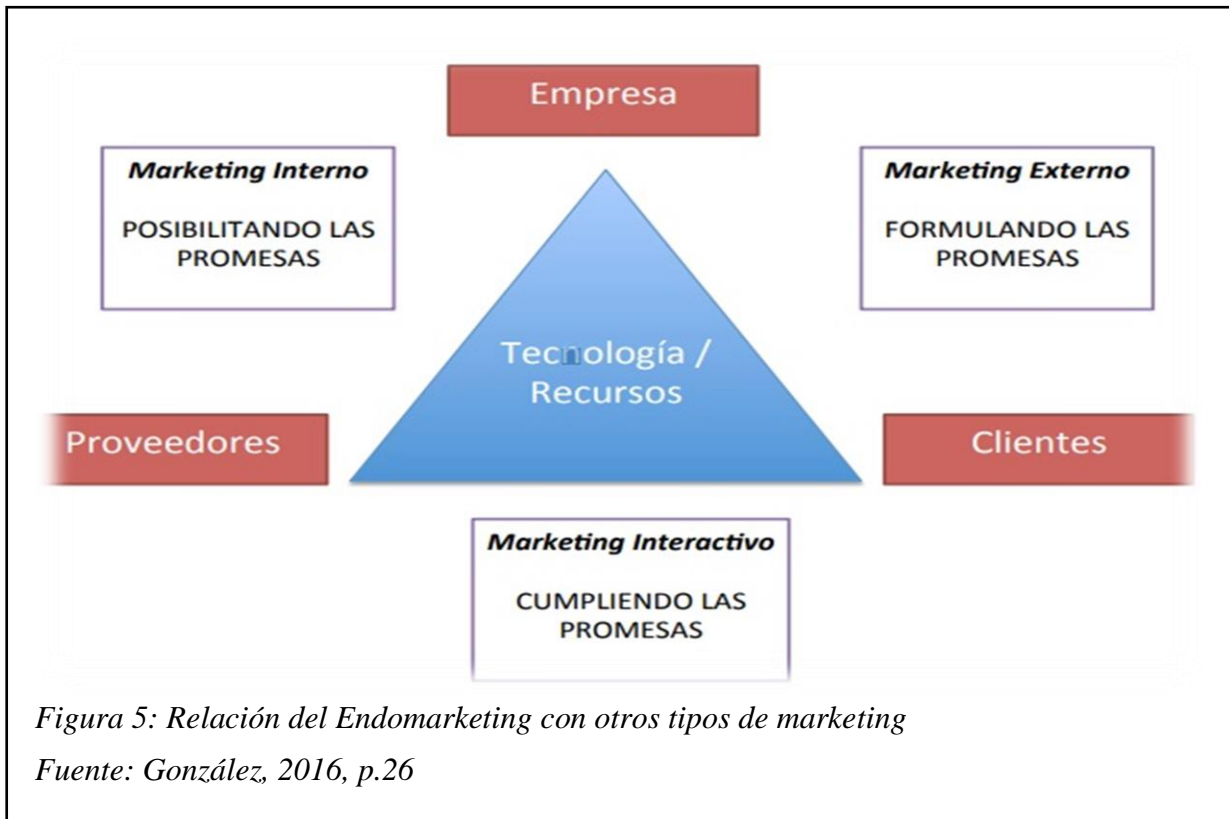 Empresa
Marketing Interno
POSIBILITANDO LAS
PROMESAS
Marketing Externo
FORMULANDO LAS
PROMESAS
Tecnología /
Recursos
Proveedores
Clientes
Marketing Interactivo
CUMPLIENDO LAS
PROMESAS
Figura 5: Relación del Endomarketing con otros tipos de marketing
Fuente: González, 2016, p.26